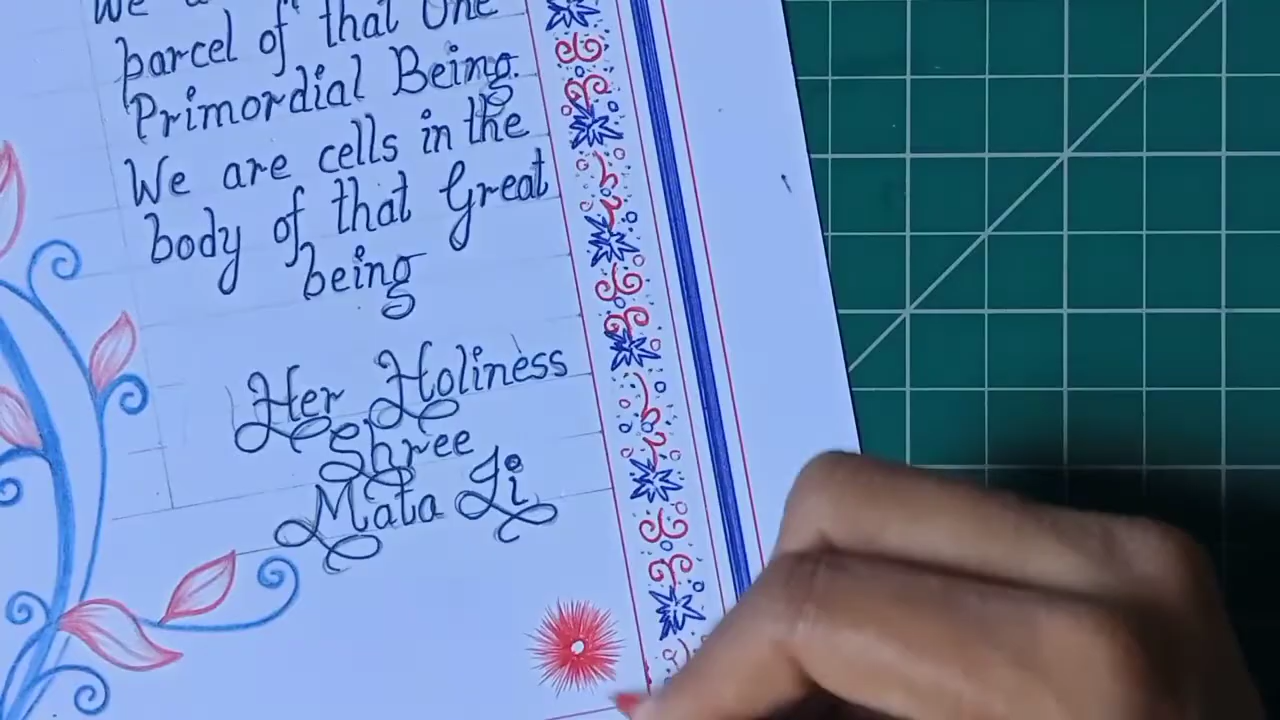 We
parcel of that One
Primordial Being.
We are cells in the
body of that Great
being
Her Holiness
Shree
Mata Ji